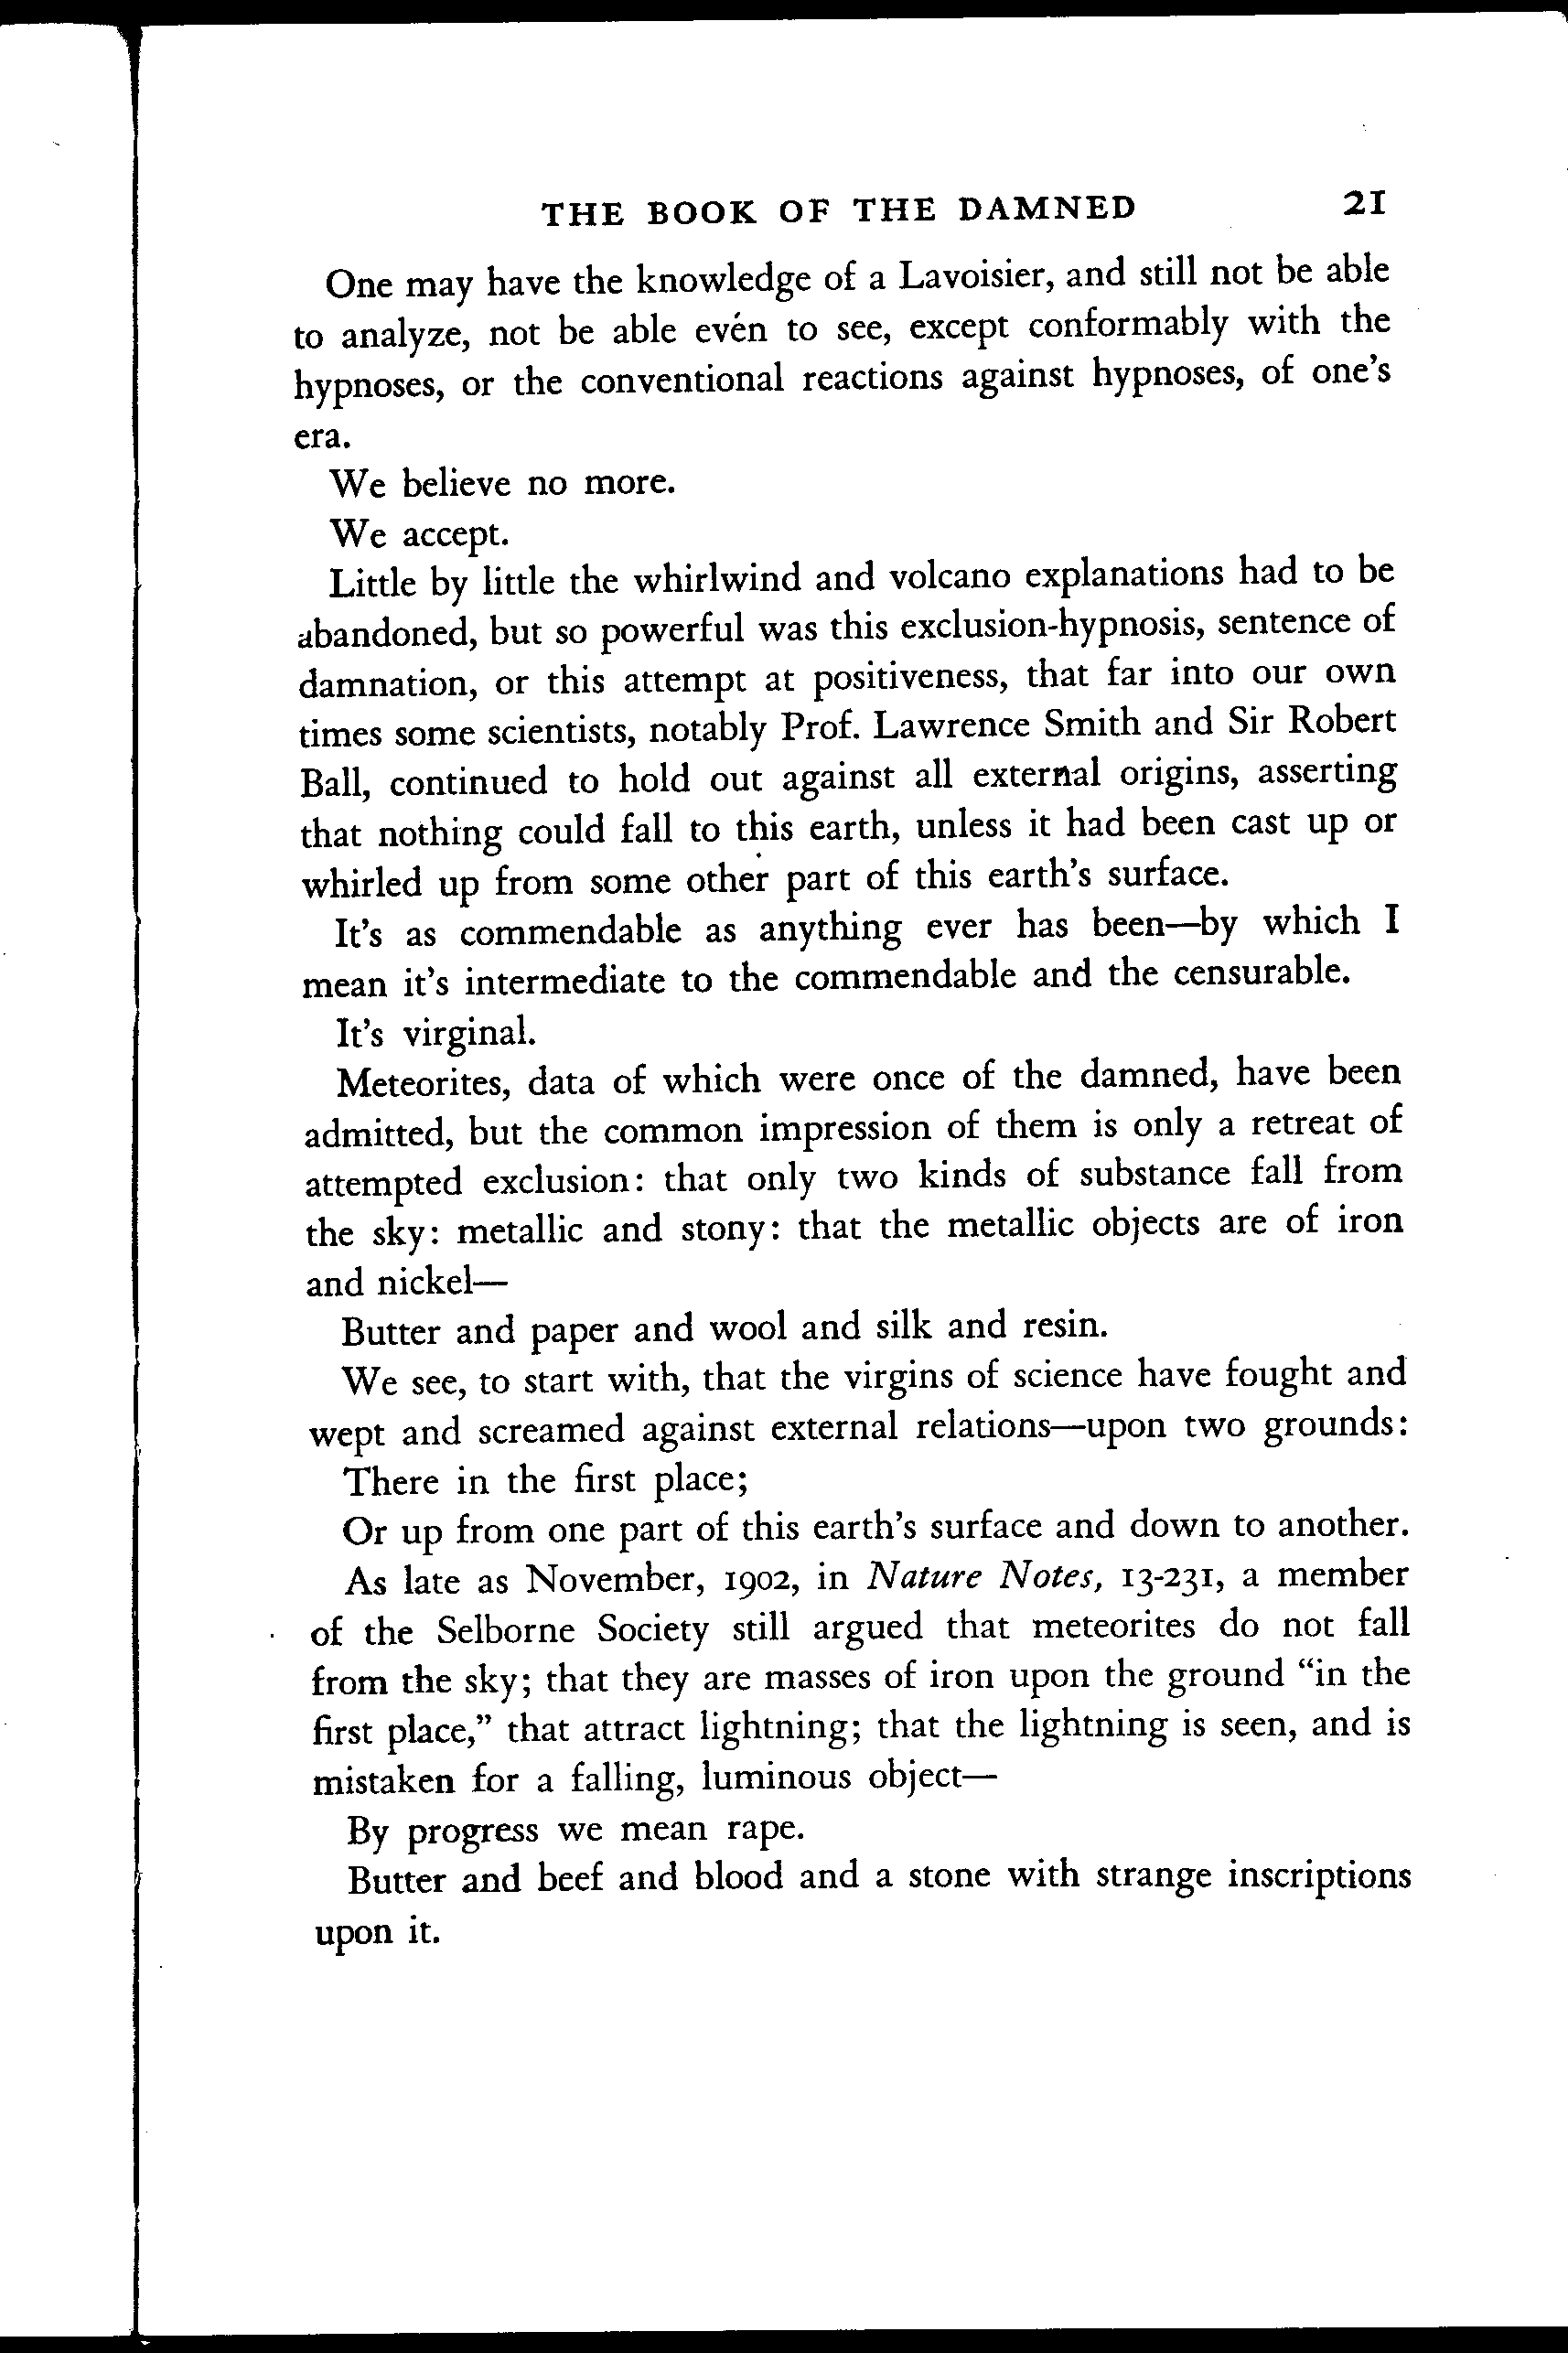 THE BOOK OF THE DAMNED 21
One may have the knowledge of a Lavoisier, and still not be able
to analyze, not be able even to see, except conformably with the
hypnoses, or the conventional reactions against hypnoses, of one's
era.
We believe no more.
We accept.
Little by little the whirlwind and volcano explanations had to be
abandoned, but so powerful was this exclusion-hypnosis, sentence of
damnation, or this attempt at positiveness, that far into our own
times some scientists, notably Prof. Lawrence Smith and Sir Robert
Ball, continued to hold out against all external origins, asserting
that nothing could fall to this earth, unless it had been cast up or
whirled up from some other part of this earth's surface.
It's as commendable as anything ever has been—by which I
mean it's intermediate to the commendable and the censurable.
It's virginal.
Meteorites, data of which were once of the damned, have been
admitted, but the common impression of them is only a retreat of
attempted exclusion: that only two kinds of substance fall from
the sky: metallic and stony: that the metallic objects are of iron
and nickel—
Butter and paper and wool and silk and resin.
We see, to start with, that the virgins of science have fought and
wept and screamed against external relations—upon two grounds:
There in the first place;
Or up from one part of this earth's surface and down to another.
As late as November, 1902, in Nature Notes, 13-231, a member
of the Selborne Society still argued that meteorites do not fall
from the sky; that they are masses of iron upon the ground "in the
first place," that attract lightning; that the lightning is seen, and is
mistaken for a falling, luminous object—
By progress we mean rape.
Butter and beef and blood and a stone with strange inscriptions
upon it.